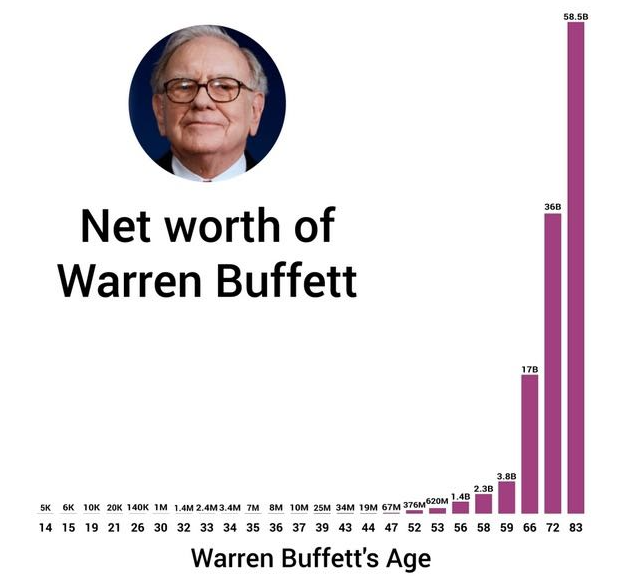 Net worth of
Warren Buffett
5K 6K 10K 20K 140K 1M 1.4M 2.4M 3.4M 7M 8M 10M 25M 34M 19M 67M 376M 620M 1.4B 2.3B 3.8B 17B 36B 58.5B
14 15 19 21 26 30 32 33 34 35 36 37 39 43 44 47 52 53 56 58 59 66 72 83
Warren Buffett's Age